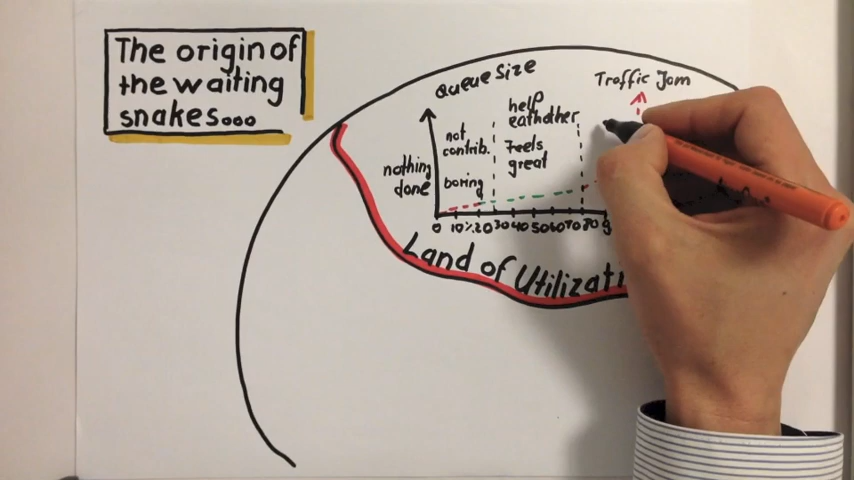 The origin of
the waiting
snakes...
Queue Size
Traffic Jam
help
eathother
not
contrib.
Feels
great
nothing
done
boring
0 10% 20 30 40 50 60 70 80
Land of Utilizati